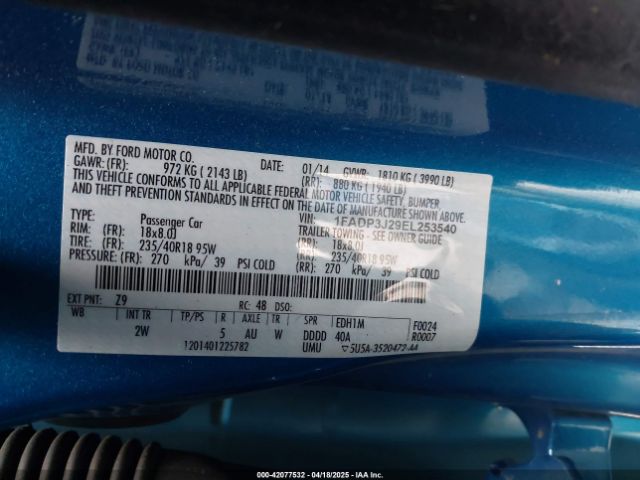 MFD. BY FORD MOTOR CO.
DATE: 01/14 GVWR: 1810 KG ( 3990 LB)
GAWR: (FR): 972 KG ( 2143 LB) (RR): 880 KG ( 1940 LB)
THIS VEHICLE CONFORMS TO ALL APPLICABLE FEDERAL MOTOR VEHICLE SAFETY, BUMPER
AND THEFT PREVENTION STANDARDS IN EFFECT ON THE DATE OF MANUFACTURE SHOWN ABOVE.
VIN: 1FADP3J29EL253540
TYPE: Passenger Car TRAILER TOWING - SEE OWNER GUIDE
RIM: (FR): 18x8.0J (RR): 18x8.0J
TIRE: (FR): 235/40R18 95W (RR): 235/40R18 95W
PRESSURE: (FR): 270 kPa/ 39 PSI COLD (RR): 270 kPa/ 39 PSI COLD
EXT PNT: Z9 RC: 48 DSO:
WB INT TR TP/PS R AXLE TR SPR EDH1M F0024
2W 5 AU W DDDD 40A R0007
1201401225782 UMU ▽5U5A-3520472-AA
000-42077532 - 04/18/2025 - IAA Inc.